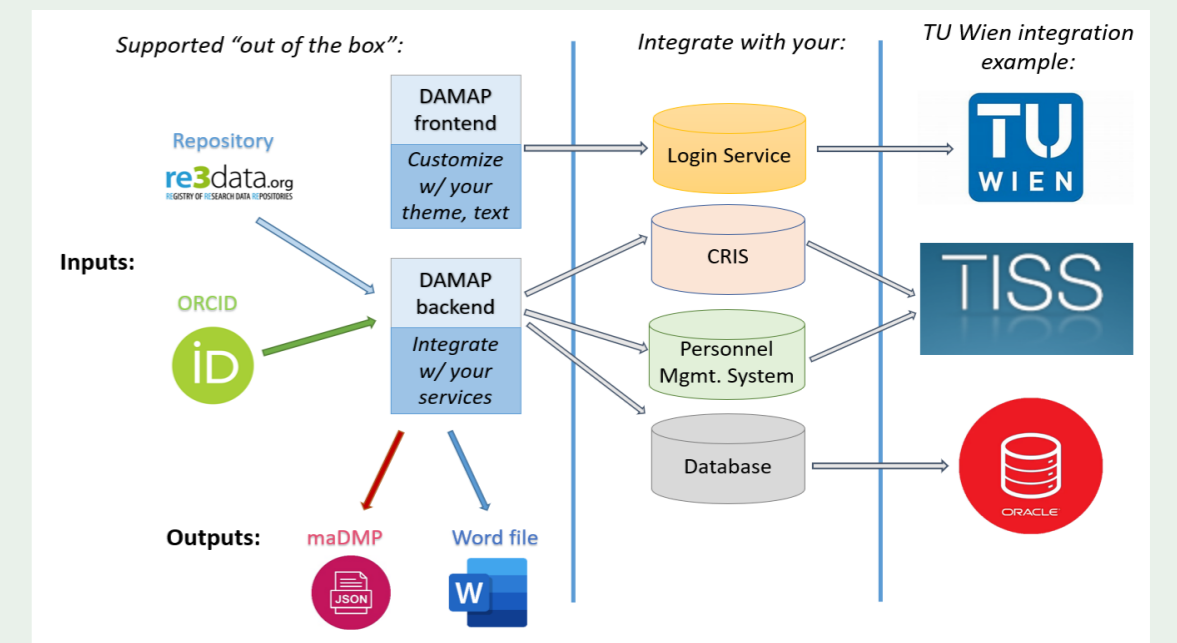 Supported “out of the box”:
Integrate with your:
TU Wien integration
example:
DAMAP
frontend
Customize
w/ your
theme, text
Repository
re3data.org
REGISTRY OF RESEARCH DATA REPOSITORIES
Login Service
TU
WIEN
Inputs:
CRIS
TISS
DAMAP
backend
Integrate
w/ your
services
ORCID
iD
Personnel
Mgmt. System
Database
ORACLE
Outputs:
maDMP
Word file
JSON
W